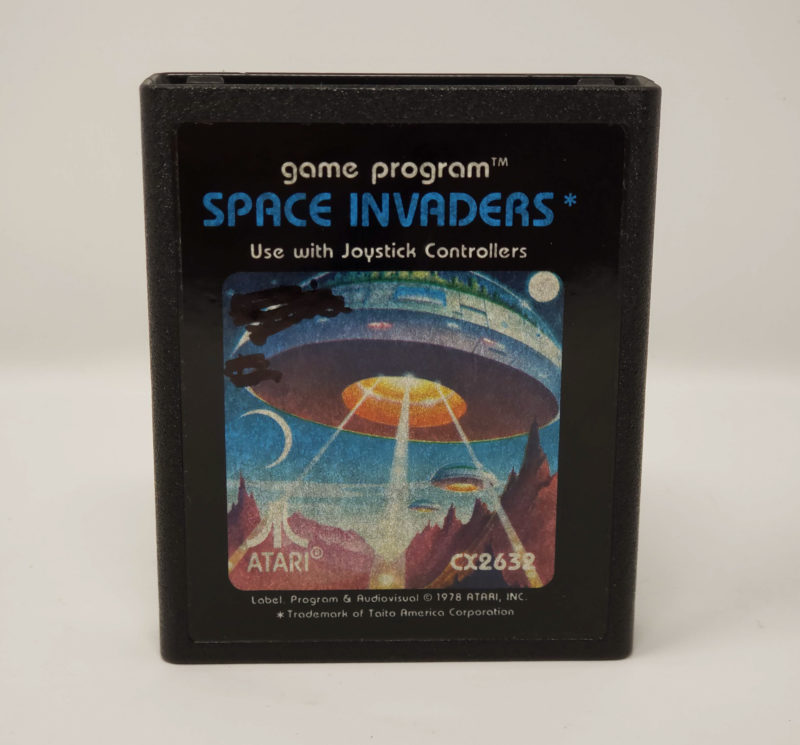 game program™
SPACE INVADERS*
Use with Joystick Controllers
ATARI®
CX2632
Label, Program & Audiovisual © 1978 ATARI, INC.
*Trademark of Taito America Corporation